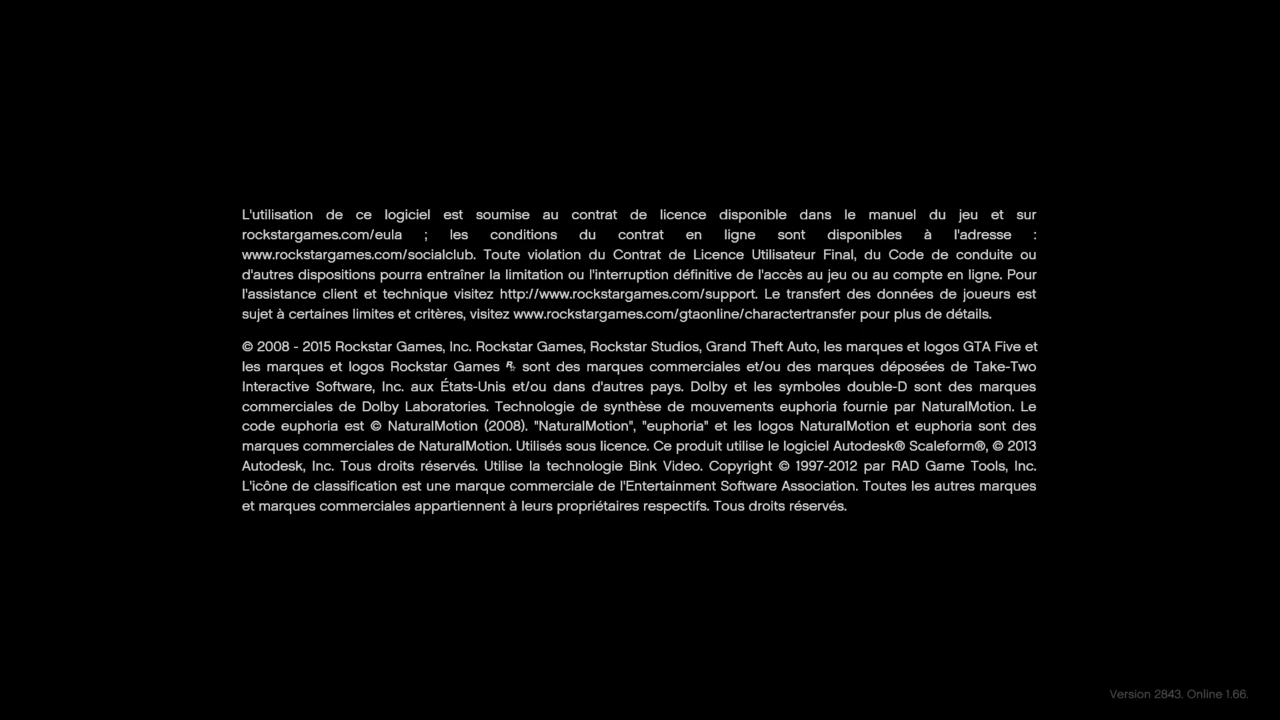 L'utilisation de ce logiciel est soumise au contrat de licence disponible dans le manuel du jeu et sur
rockstargames.com/eula ; les conditions du contrat en ligne sont disponibles à l'adresse :
www.rockstargames.com/socialclub. Toute violation du Contrat de Licence Utilisateur Final, du Code de conduite ou
d'autres dispositions pourra entraîner la limitation ou l'interruption définitive de l'accès au jeu ou au compte en ligne. Pour
l'assistance client et technique visitez http://www.rockstargames.com/support. Le transfert des données de joueurs est
sujet à certaines limites et critères, visitez www.rockstargames.com/gtaonline/charactertransfer pour plus de détails.
© 2008 - 2015 Rockstar Games, Inc. Rockstar Games, Rockstar Studios, Grand Theft Auto, les marques et logos GTA Five et
les marques et logos Rockstar Games R* sont des marques commerciales et/ou des marques déposées de Take-Two
Interactive Software, Inc. aux États-Unis et/ou dans d'autres pays. Dolby et les symboles double-D sont des marques
commerciales de Dolby Laboratories. Technologie de synthèse de mouvements euphoria fournie par NaturalMotion. Le
code euphoria est © NaturalMotion (2008). "NaturalMotion", "euphoria" et les logos NaturalMotion et euphoria sont des
marques commerciales de NaturalMotion. Utilisés sous licence. Ce produit utilise le logiciel Autodesk® Scaleform®, © 2013
Autodesk, Inc. Tous droits réservés. Utilise la technologie Bink Video. Copyright © 1997-2012 par RAD Game Tools, Inc.
L'icône de classification est une marque commerciale de l'Entertainment Software Association. Toutes les autres marques
et marques commerciales appartiennent à leurs propriétaires respectifs. Tous droits réservés.
Version 2843. Online 1.66.